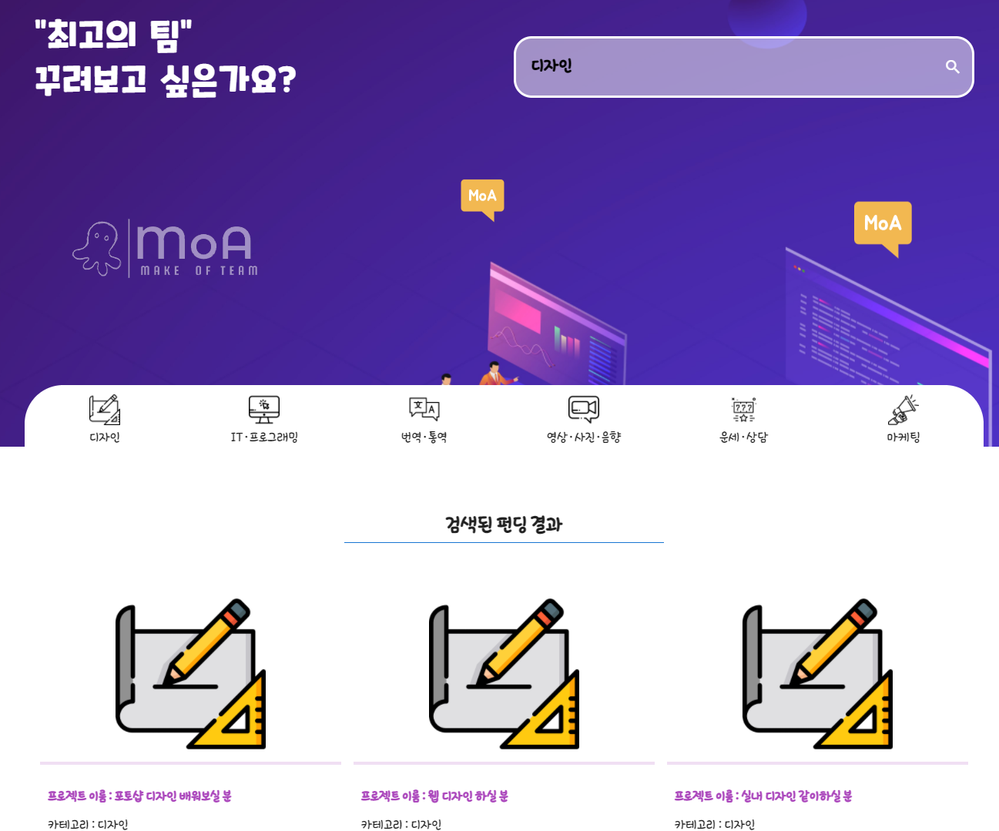 "최고의 팀"
꾸려보고 싶은가요?
디자인
MoA
MoA
MoA
MAKE OF TEAM
디자인
IT·프로그래밍
번역·통역
영상·사진·음향
운세·상담
마케팅
검색된 펀딩 결과
프로젝트 이름 : 포토샵 디자인 배워보실 분
카테고리 : 디자인
프로젝트 이름 : 웹 디자인 하실 분
카테고리 : 디자인
프로젝트 이름 : 실내 디자인 같이하실 분
카테고리 : 디자인